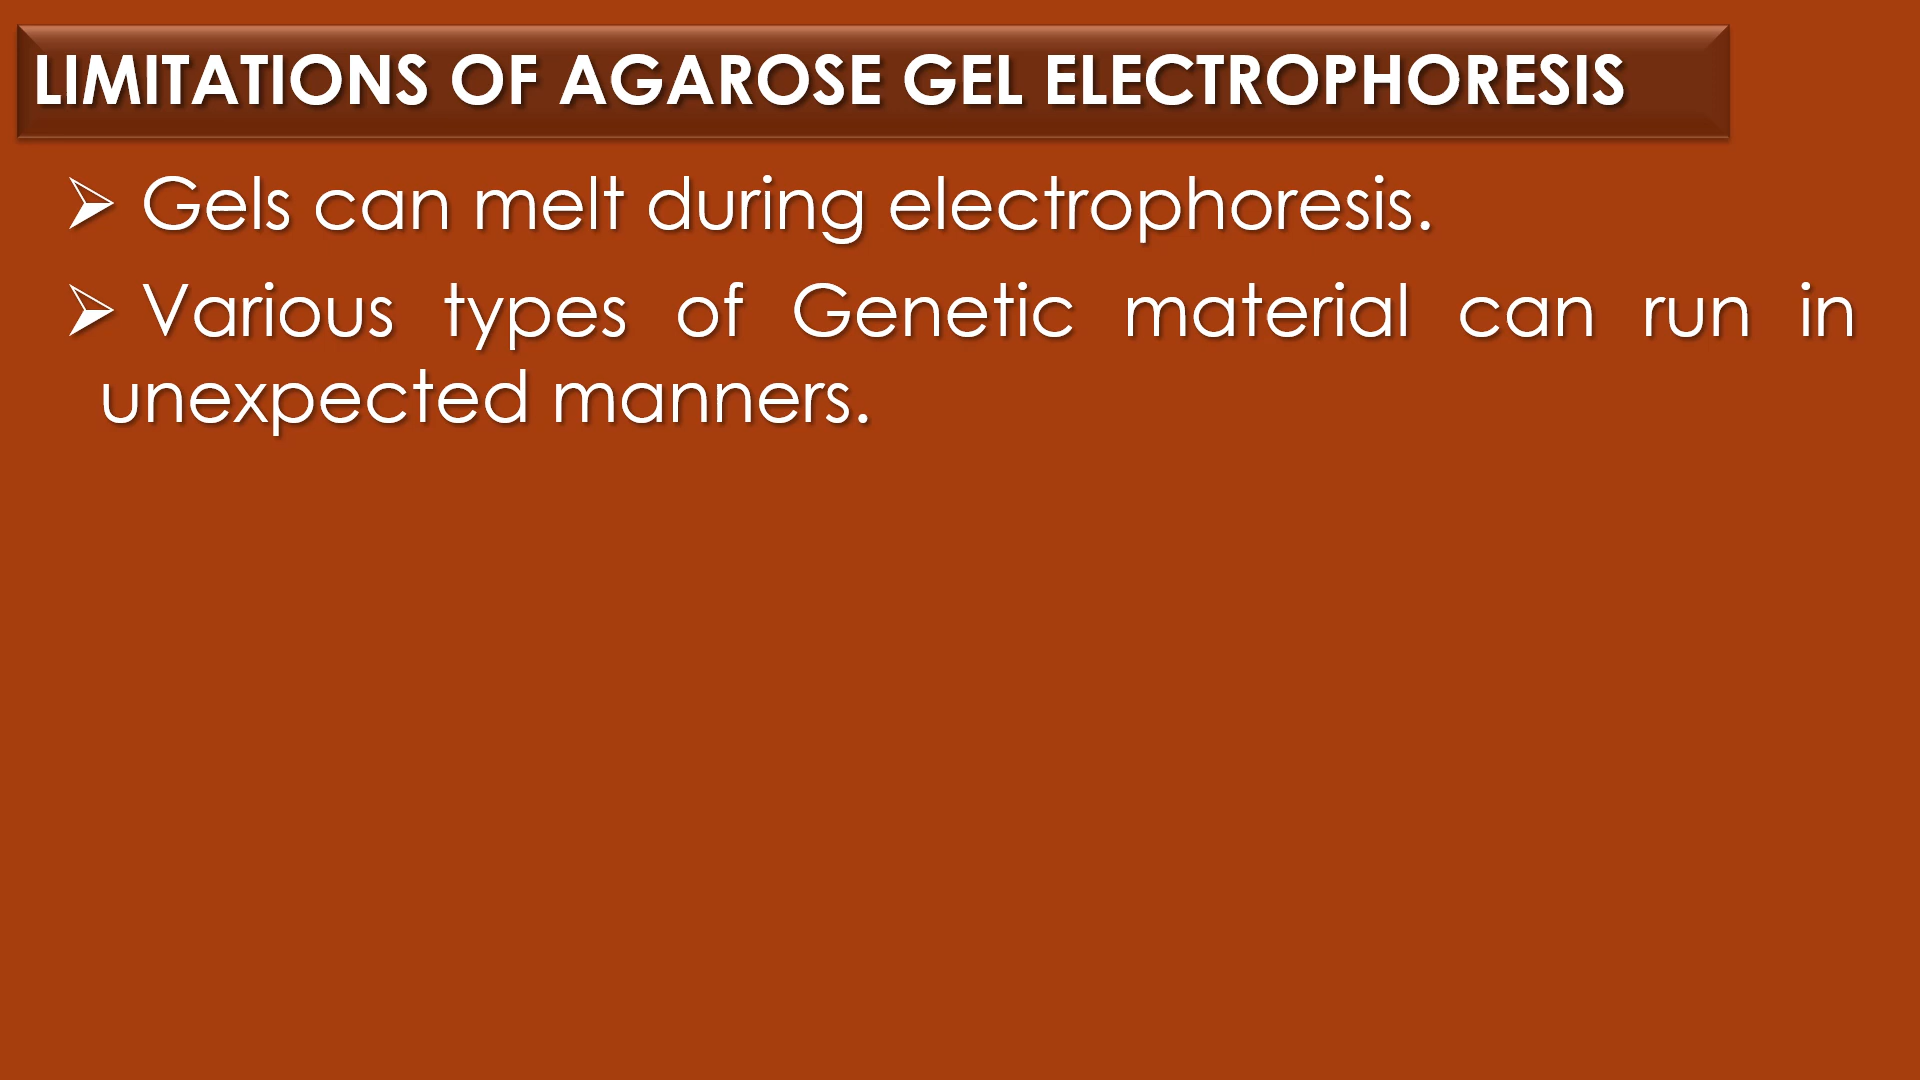 LIMITATIONS OF AGAROSE GEL ELECTROPHORESIS
➢ Gels can melt during electrophoresis.
➢ Various types of Genetic material can run in
unexpected manners.